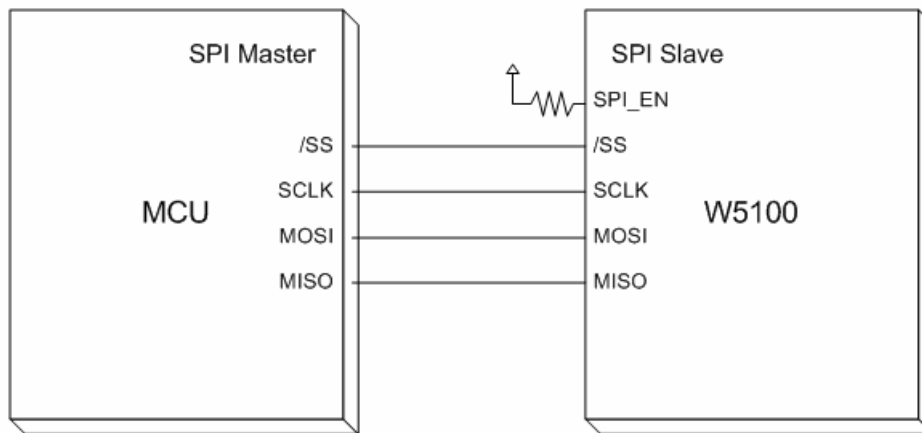 SPI Master
/SS
SCLK
MCU
MOSI
MISO
SPI Slave
SPI_EN
/SS
SCLK
W5100
MOSI
MISO